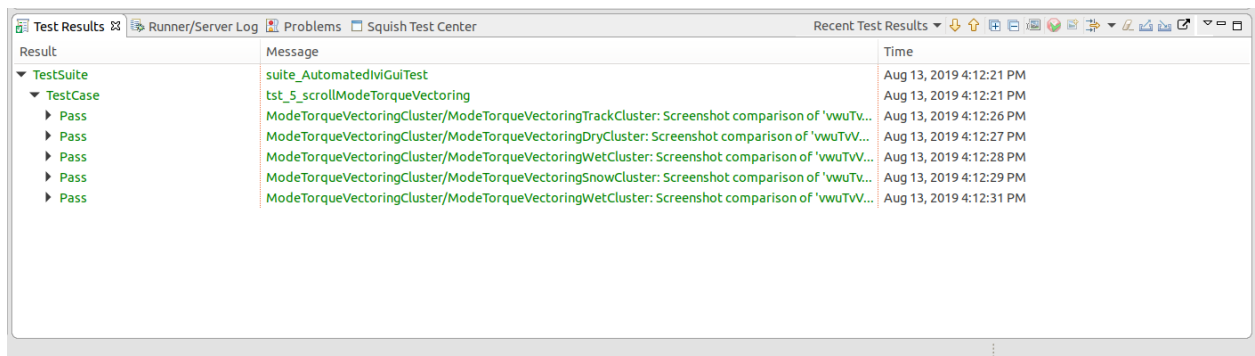 Test Results Runner/Server Log Problems Squish Test Center Recent Test Results
Result Message Time
TestSuite suite_AutomatedIviGuiTest Aug 13, 2019 4:12:21 PM
TestCase tst_5_scrollModeTorqueVectoring Aug 13, 2019 4:12:21 PM
Pass ModeTorqueVectoringCluster/ModeTorqueVectoringTrackCluster: Screenshot comparison of 'vwuTv... Aug 13, 2019 4:12:26 PM
Pass ModeTorqueVectoringCluster/ModeTorqueVectoringDryCluster: Screenshot comparison of 'vwuTvV... Aug 13, 2019 4:12:27 PM
Pass ModeTorqueVectoringCluster/ModeTorqueVectoringWetCluster: Screenshot comparison of 'vwuTvV... Aug 13, 2019 4:12:28 PM
Pass ModeTorqueVectoringCluster/ModeTorqueVectoringSnowCluster: Screenshot comparison of 'vwuTv... Aug 13, 2019 4:12:29 PM
Pass ModeTorqueVectoringCluster/ModeTorqueVectoringWetCluster: Screenshot comparison of 'vwuTvV... Aug 13, 2019 4:12:31 PM